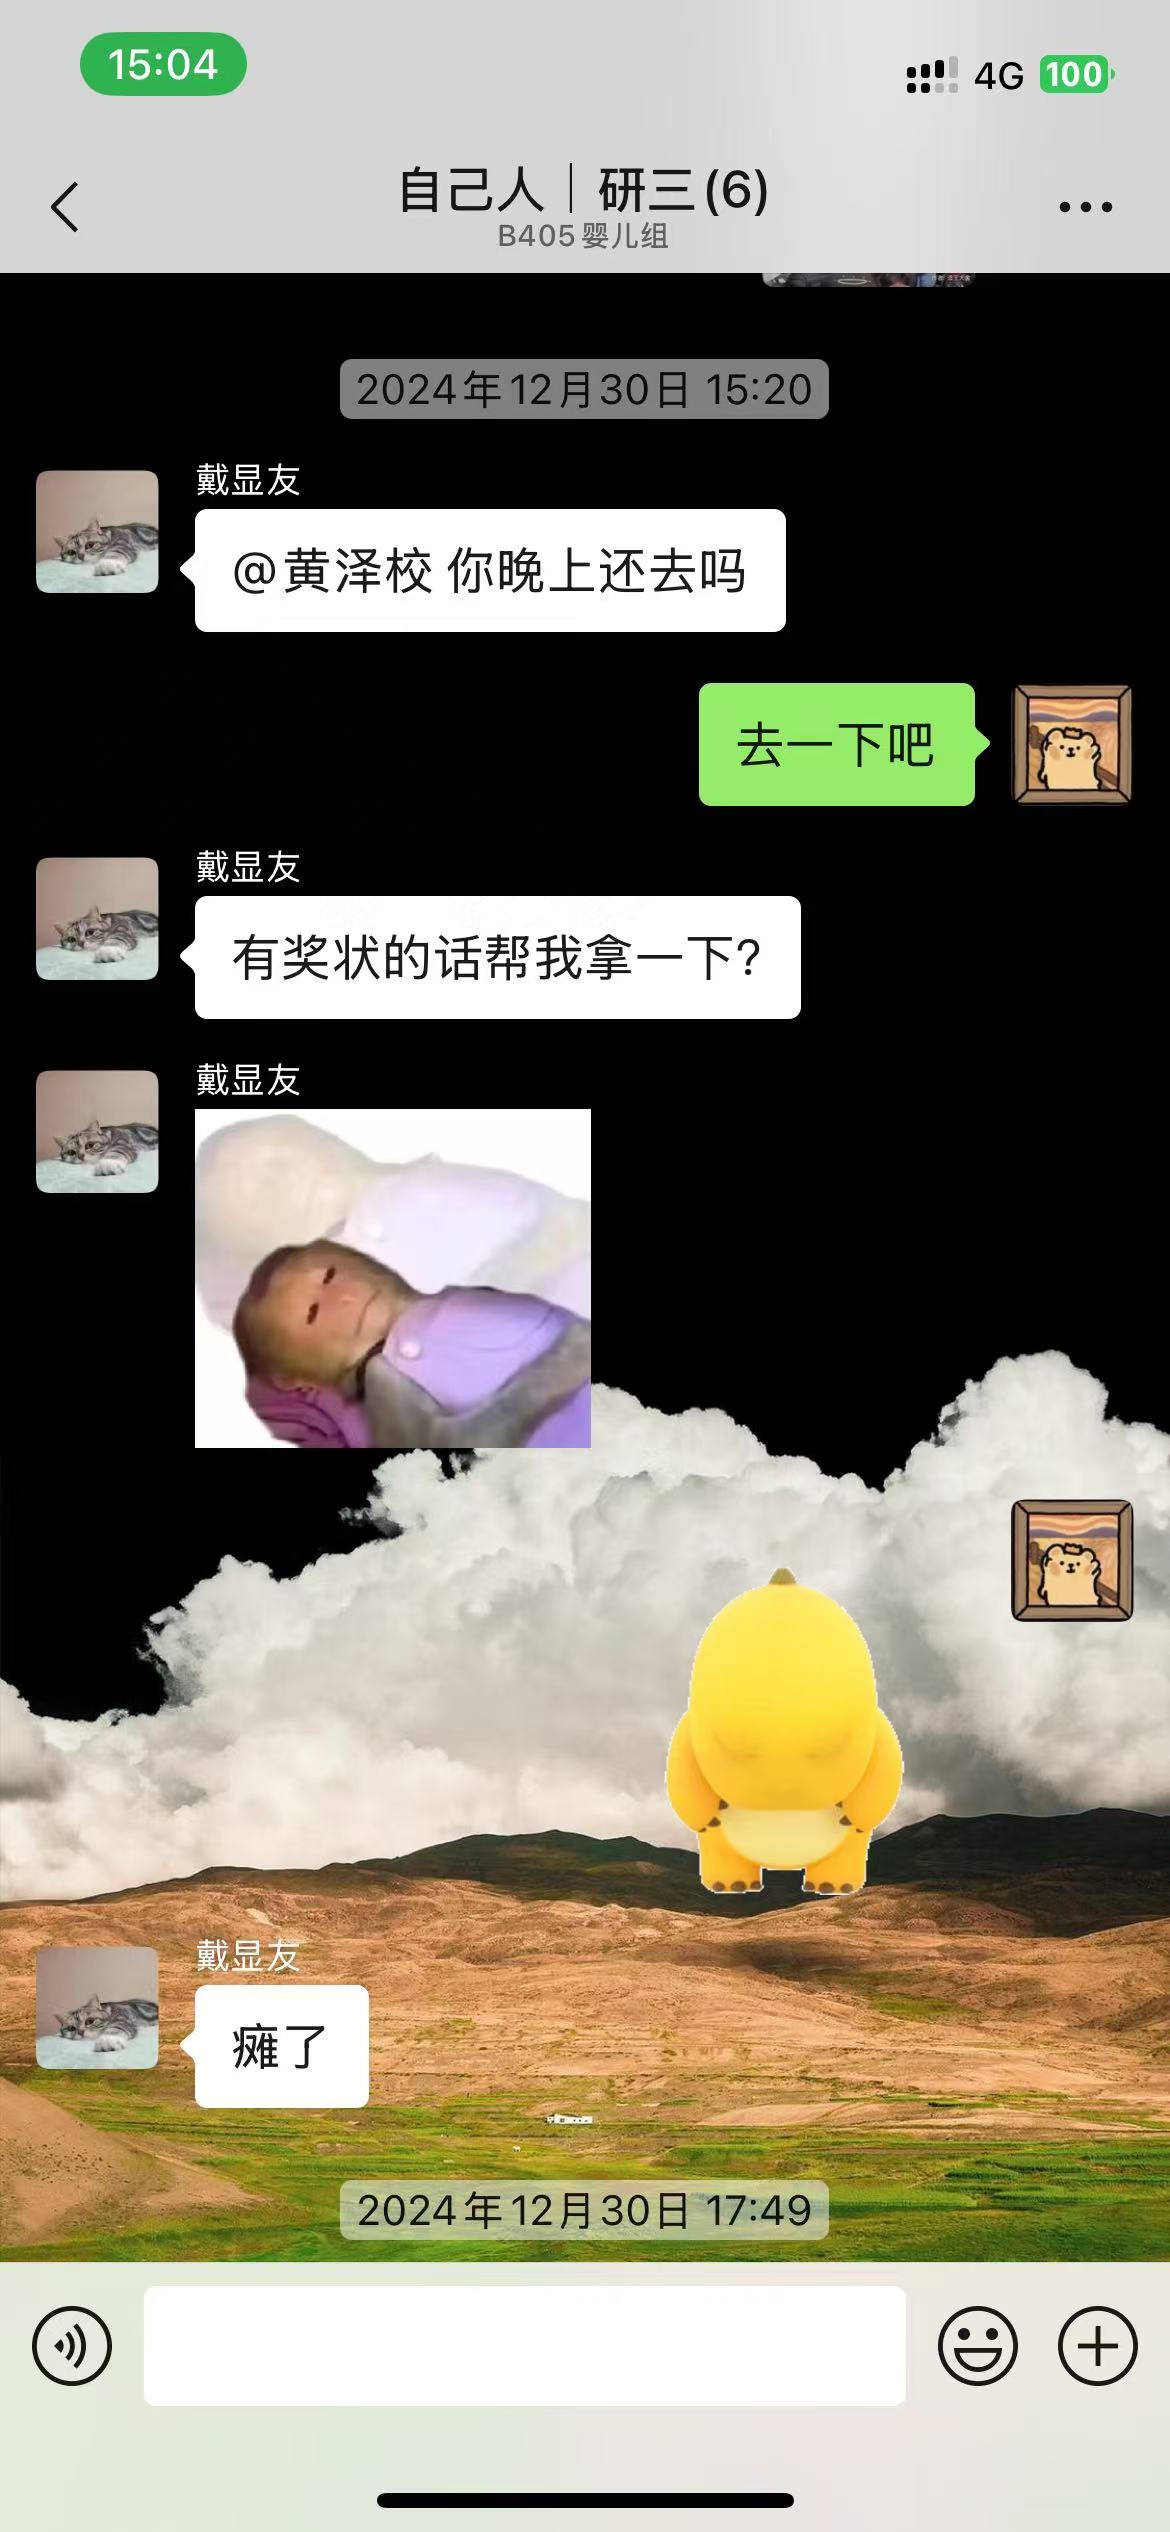 15:04
4G 100
自己人｜研三(6)
B405婴儿组
2024年12月30日 15:20
戴显友
@黄泽校 你晚上还去吗
去一下吧
戴显友
有奖状的话帮我拿一下?
戴显友
戴显友
瘫了
2024年12月30日 17:49